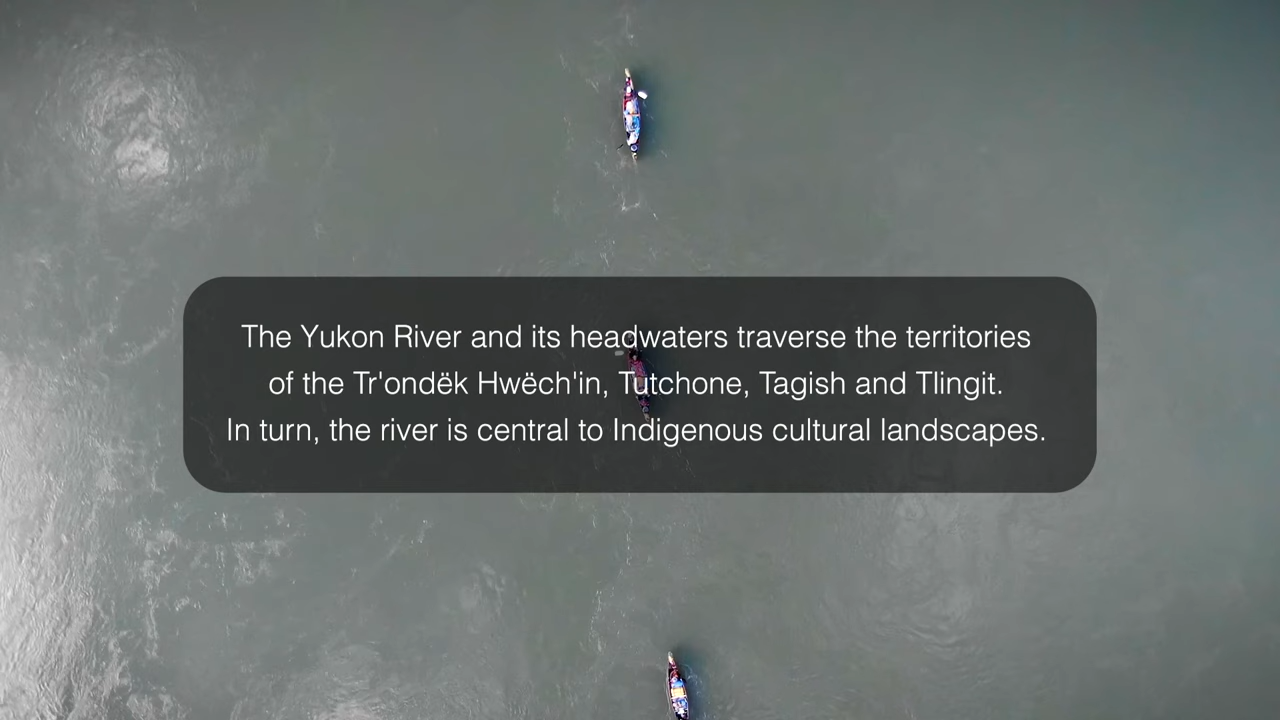 The Yukon River and its headwaters traverse the territories
of the Tr'ondëk Hwëch'in, Tutchone, Tagish and Tlingit.
In turn, the river is central to Indigenous cultural landscapes.